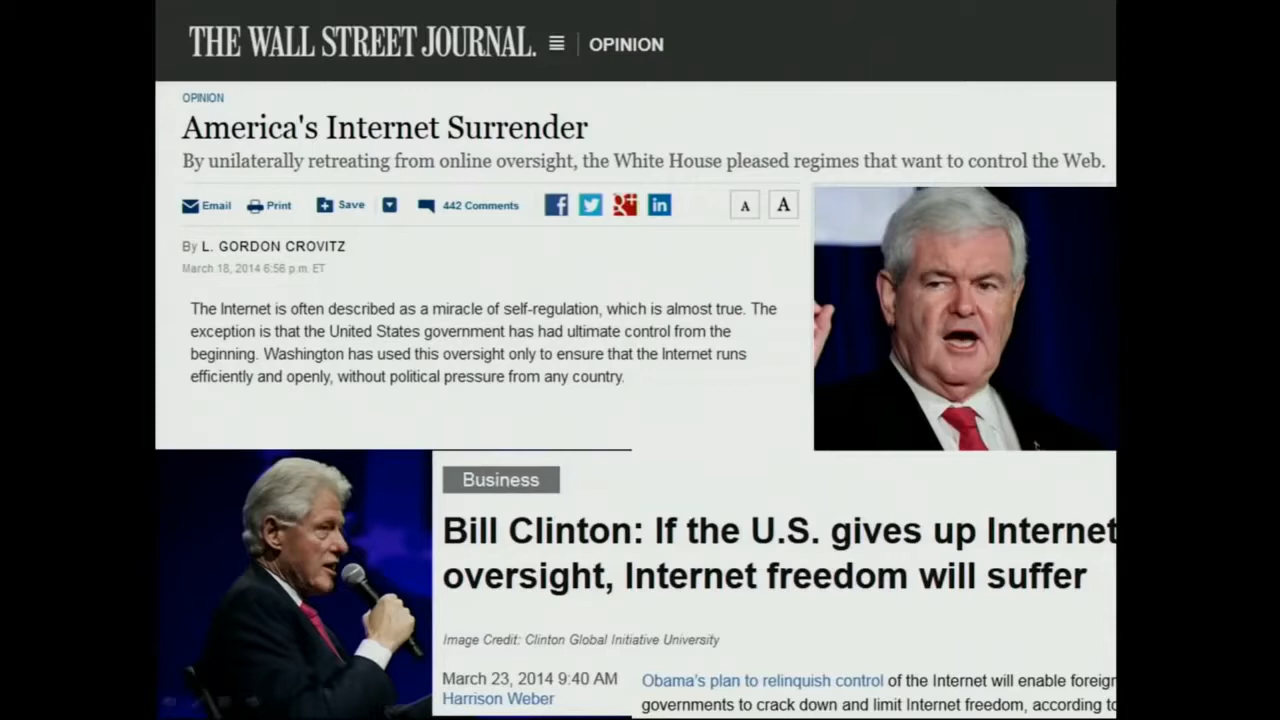 THE WALL STREET JOURNAL. OPINION
OPINION
America's Internet Surrender
By unilaterally retreating from online oversight, the White House pleased regimes that want to control the Web.
Email Print Save 442 Comments A A
By L. GORDON CROVITZ
March 18, 2014 6:56 p.m. ET
The Internet is often described as a miracle of self-regulation, which is almost true. The
exception is that the United States government has had ultimate control from the
beginning. Washington has used this oversight only to ensure that the Internet runs
efficiently and openly, without political pressure from any country.
Business
Bill Clinton: If the U.S. gives up Internet
oversight, Internet freedom will suffer
Image Credit: Clinton Global Initiative University
March 23, 2014 9:40 AM
Harrison Weber
Obama's plan to relinquish control of the Internet will enable foreign
governments to crack down and limit Internet freedom, according to